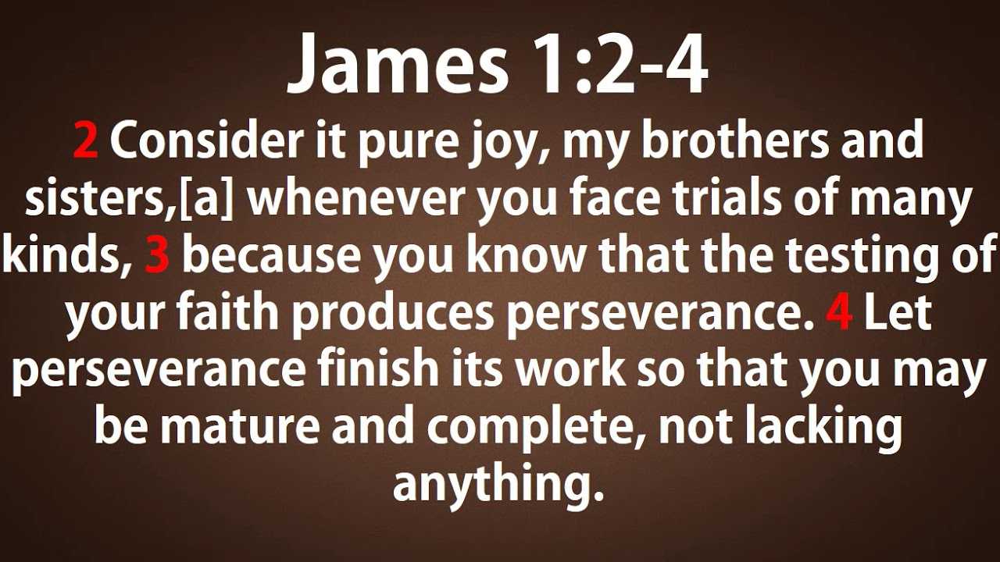 James 1:2-4
2 Consider it pure joy, my brothers and
sisters,[a] whenever you face trials of many
kinds, 3 because you know that the testing of
your faith produces perseverance. 4 Let
perseverance finish its work so that you may
be mature and complete, not lacking
anything.